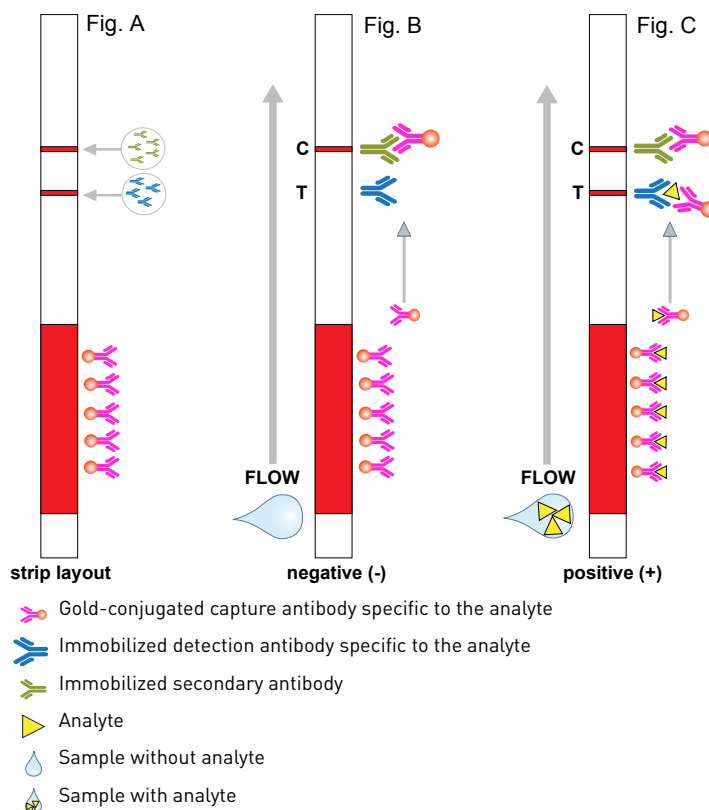 Fig. A
Fig. B
Fig. C
C
C
T
T
FLOW
FLOW
strip layout
negative (-)
positive (+)
Gold-conjugated capture antibody specific to the analyte
Immobilized detection antibody specific to the analyte
Immobilized secondary antibody
Analyte
Sample without analyte
Sample with analyte